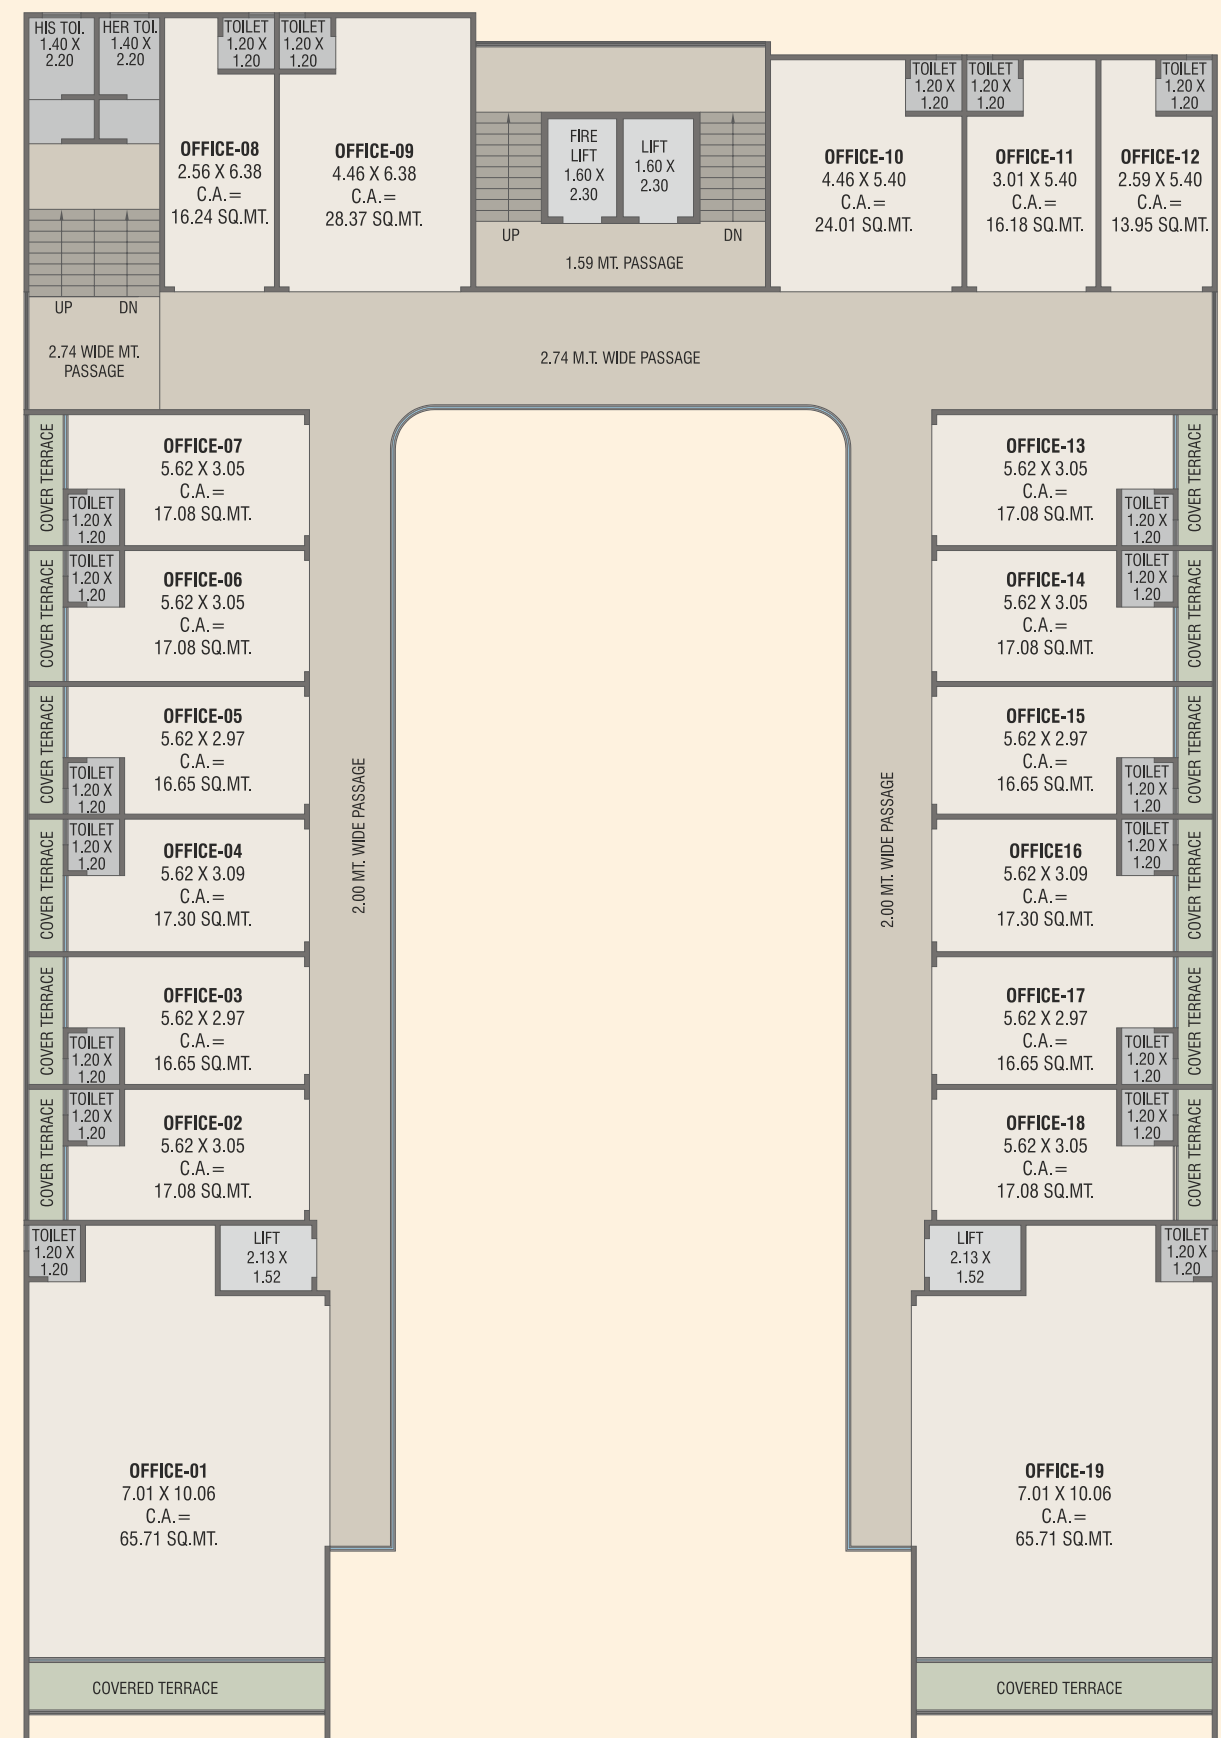 HIS TOI.
1.40 X
2.20
HER TOI.
1.40 X
2.20
TOILET
1.20 X
1.20
TOILET
1.20 X
1.20
OFFICE-08
2.56 X 6.38
C.A.=
16.24 SQ.MT.
OFFICE-09
4.46 X 6.38
C.A.=
28.37 SQ.MT.
FIRE
LIFT
1.60 X
2.30
LIFT
1.60 X
2.30
UP
DN
1.59 MT. PASSAGE
TOILET
1.20 X
1.20
TOILET
1.20 X
1.20
TOILET
1.20 X
1.20
OFFICE-10
4.46 X 5.40
C.A.=
24.01 SQ.MT.
OFFICE-11
3.01 X 5.40
C.A.=
16.18 SQ.MT.
OFFICE-12
2.59 X 5.40
C.A.=
13.95 SQ.MT.
UP
DN
2.74 WIDE MT.
PASSAGE
2.74 M.T. WIDE PASSAGE
COVER TERRACE
OFFICE-07
5.62 X 3.05
C.A.=
17.08 SQ.MT.
TOILET
1.20 X
1.20
COVER TERRACE
TOILET
1.20 X
1.20
OFFICE-06
5.62 X 3.05
C.A.=
17.08 SQ.MT.
COVER TERRACE
OFFICE-05
5.62 X 2.97
C.A.=
16.65 SQ.MT.
TOILET
1.20 X
1.20
COVER TERRACE
TOILET
1.20 X
1.20
OFFICE-04
5.62 X 3.09
C.A.=
17.30 SQ.MT.
COVER TERRACE
OFFICE-03
5.62 X 2.97
C.A.=
16.65 SQ.MT.
TOILET
1.20 X
1.20
COVER TERRACE
TOILET
1.20 X
1.20
OFFICE-02
5.62 X 3.05
C.A.=
17.08 SQ.MT.
2.00 MT. WIDE PASSAGE
TOILET
1.20 X
1.20
LIFT
2.13 X
1.52
OFFICE-01
7.01 X 10.06
C.A.=
65.71 SQ.MT.
COVERED TERRACE
2.00 MT. WIDE PASSAGE
OFFICE-13
5.62 X 3.05
C.A.=
17.08 SQ.MT.
TOILET
1.20 X
1.20
COVER TERRACE
OFFICE-14
5.62 X 3.05
C.A.=
17.08 SQ.MT.
TOILET
1.20 X
1.20
COVER TERRACE
OFFICE-15
5.62 X 2.97
C.A.=
16.65 SQ.MT.
TOILET
1.20 X
1.20
COVER TERRACE
OFFICE16
5.62 X 3.09
C.A.=
17.30 SQ.MT.
TOILET
1.20 X
1.20
COVER TERRACE
OFFICE-17
5.62 X 2.97
C.A.=
16.65 SQ.MT.
TOILET
1.20 X
1.20
COVER TERRACE
OFFICE-18
5.62 X 3.05
C.A.=
17.08 SQ.MT.
TOILET
1.20 X
1.20
COVER TERRACE
LIFT
2.13 X
1.52
TOILET
1.20 X
1.20
OFFICE-19
7.01 X 10.06
C.A.=
65.71 SQ.MT.
COVERED TERRACE